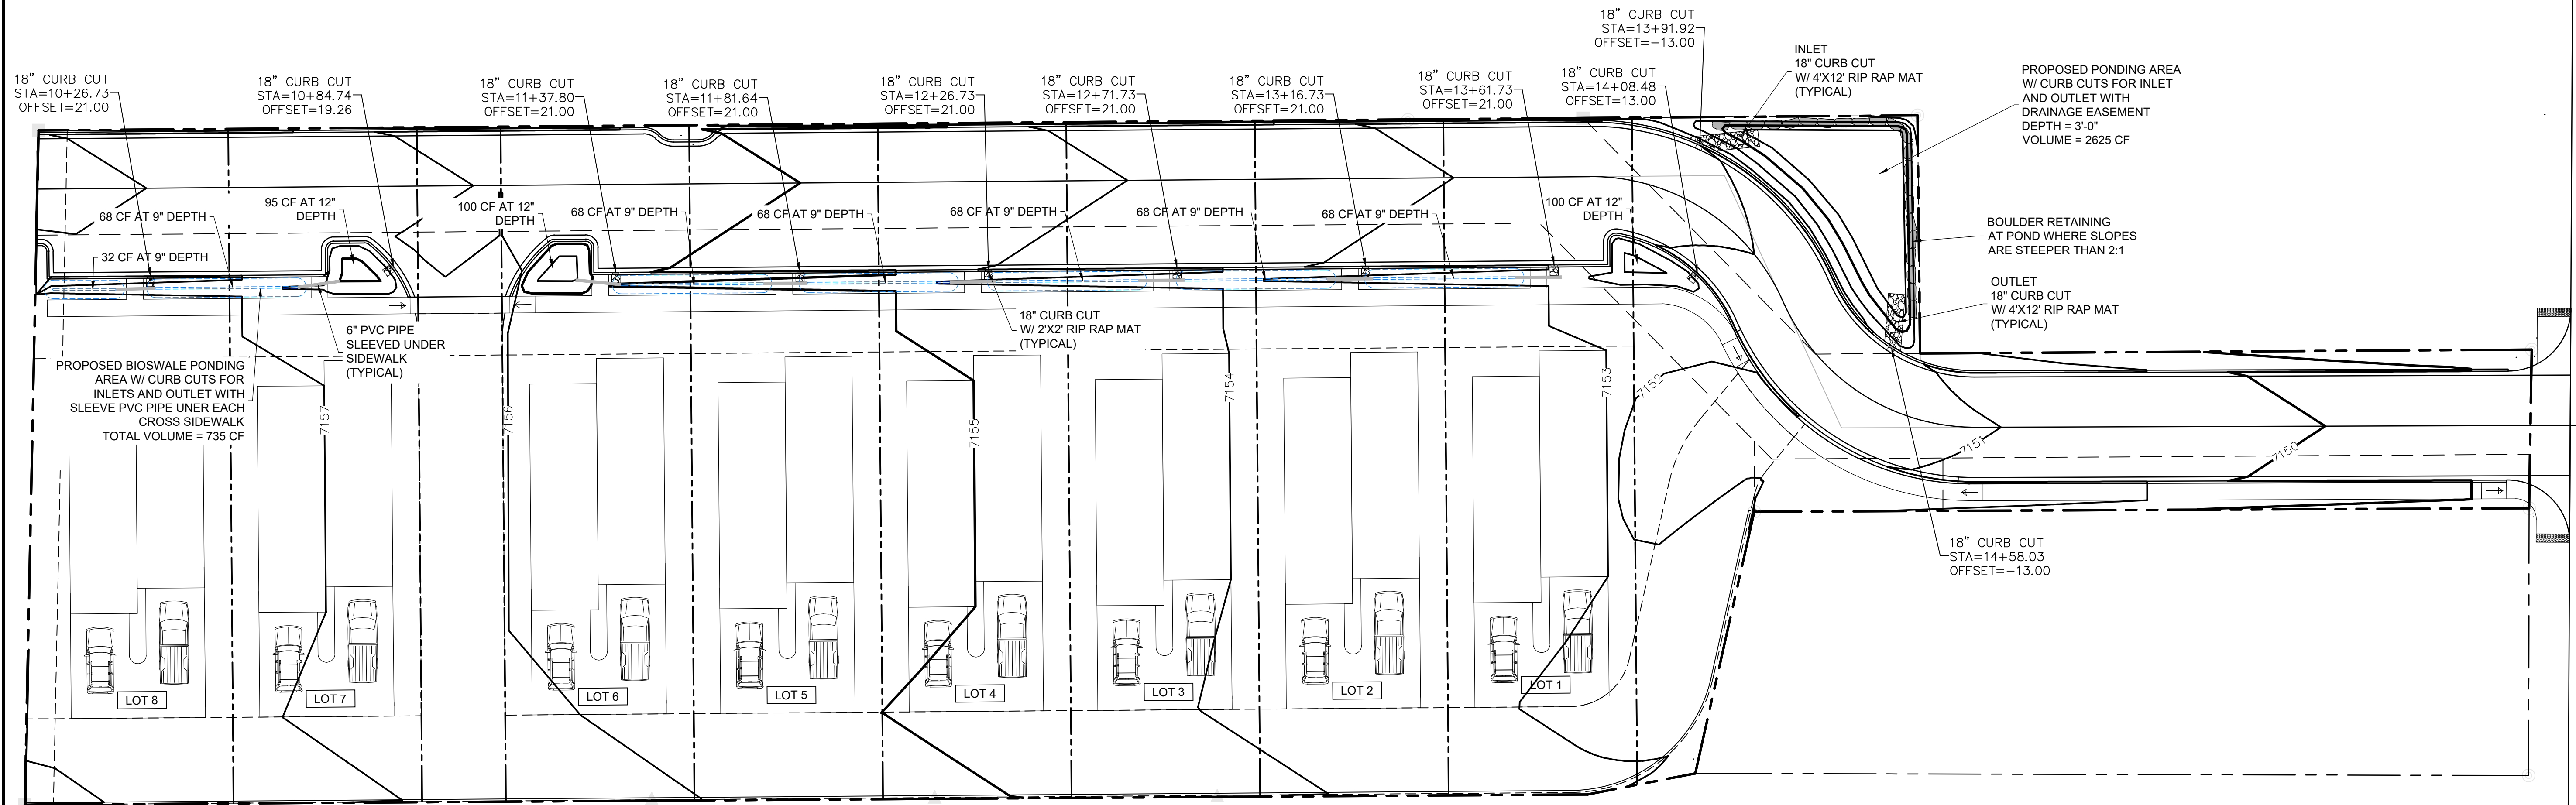 18" CURB CUT
STA=10+26.73
OFFSET=21.00
18" CURB CUT
STA=10+84.74
OFFSET=19.26
18" CURB CUT
STA=11+37.80
OFFSET=21.00
18" CURB CUT
STA=11+81.64
OFFSET=21.00
18" CURB CUT
STA=12+26.73
OFFSET=21.00
18" CURB CUT
STA=12+71.73
OFFSET=21.00
18" CURB CUT
STA=13+16.73
OFFSET=21.00
18" CURB CUT
STA=13+61.73
OFFSET=21.00
18" CURB CUT
STA=14+08.48
OFFSET=13.00
18" CURB CUT
STA=13+91.92
OFFSET=-13.00
INLET
18" CURB CUT
W/ 4'X12' RIP RAP MAT
(TYPICAL)
PROPOSED PONDING AREA
W/ CURB CUTS FOR INLET
AND OUTLET WITH
DRAINAGE EASEMENT
DEPTH = 3'-0"
VOLUME = 2625 CF
BOULDER RETAINING
AT POND WHERE SLOPES
ARE STEEPER THAN 2:1
OUTLET
18" CURB CUT
W/ 4'X12' RIP RAP MAT
(TYPICAL)
32 CF AT 9" DEPTH
68 CF AT 9" DEPTH
95 CF AT 12"
DEPTH
100 CF AT 12"
DEPTH
68 CF AT 9" DEPTH
68 CF AT 9" DEPTH
68 CF AT 9" DEPTH
68 CF AT 9" DEPTH
68 CF AT 9" DEPTH
100 CF AT 12"
DEPTH
6" PVC PIPE
SLEEVED UNDER
SIDEWALK
(TYPICAL)
18" CURB CUT
W/ 2'X2' RIP RAP MAT
(TYPICAL)
PROPOSED BIOSWALE PONDING
AREA W/ CURB CUTS FOR
INLETS AND OUTLET WITH
SLEEVE PVC PIPE UNER EACH
CROSS SIDEWALK
TOTAL VOLUME = 735 CF
7157
7156
7155
7154
7153
7152
7151
7150
18" CURB CUT
STA=14+58.03
OFFSET=-13.00
LOT 8
LOT 7
LOT 6
LOT 5
LOT 4
LOT 3
LOT 2
LOT 1